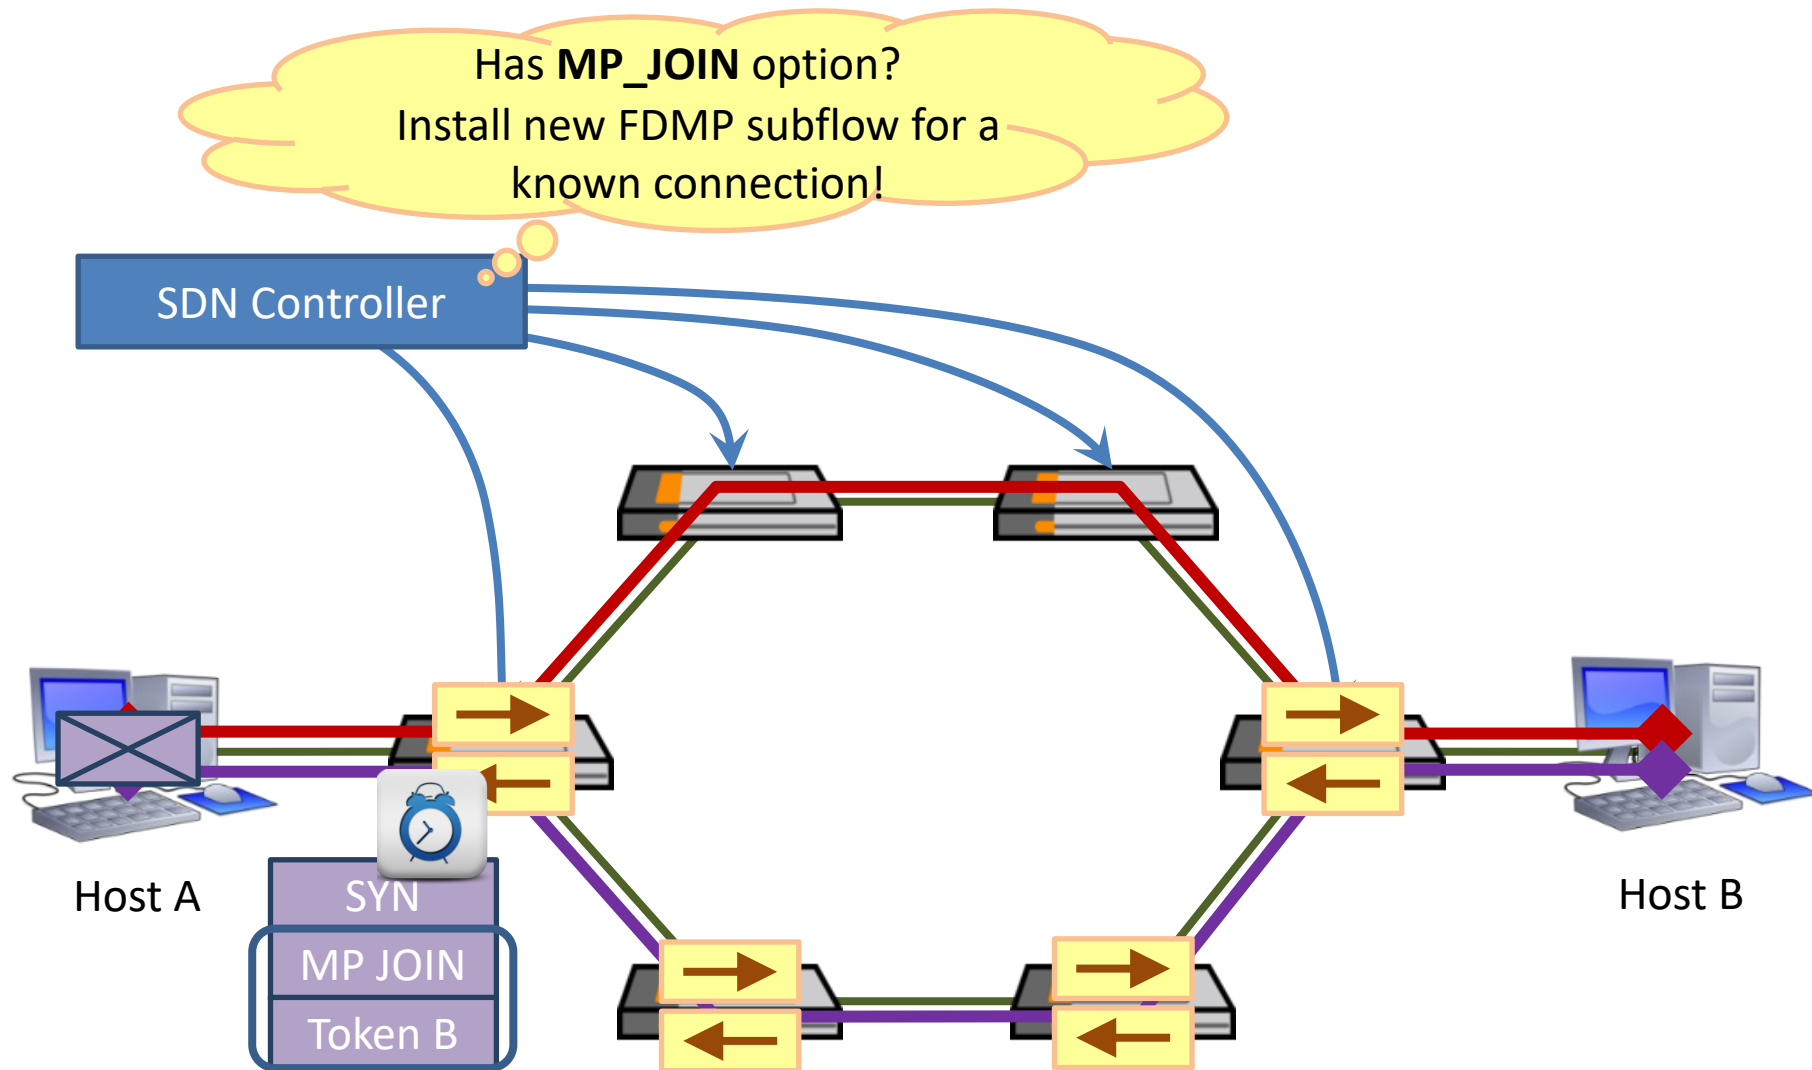 Has MP_JOIN option?
Install new FDMP subflow for a
known connection!
SDN Controller
Host A
Host B
SYN
MP JOIN
Token B